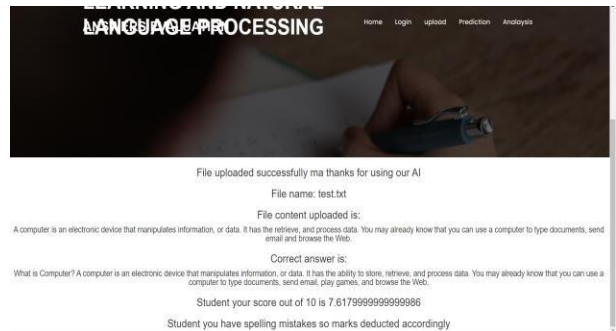 LEARNING AND NATURAL
LANGUAGE PROCESSING
ANSWERS EVALUATION
Home Login upload Prediction Analaysis
File uploaded successfully ma thanks for using our AI
File name: test.txt
File content uploaded is:
A computer is an electronic device that manipulates information, or data. It has the retrieve, and process data. You may already know that you can use a computer to type documents, send
email and browse the Web.
Correct answer is:
What is Computer? A computer is an electronic device that manipulates information, or data. It has the ability to store, retrieve, and process data. You may already know that you can use a
computer to type documents, send email, play games, and browse the Web.
Student your score out of 10 is 7.6179999999999986
Student you have spelling mistakes so marks deducted accordingly